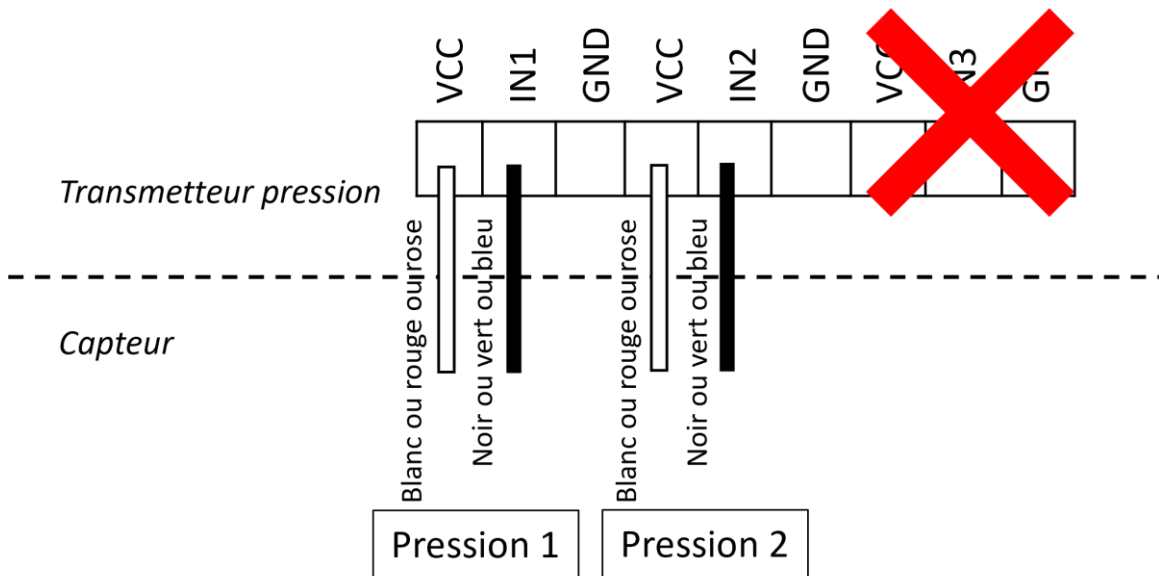 VCC IN1 GND VCC IN2 GND
Transmetteur pression
Blanc ou rouge ou rose
Noir ou vert ou bleu
Blanc ou rouge ou rose
Noir ou vert ou bleu
Capteur
Pression 1
Pression 2